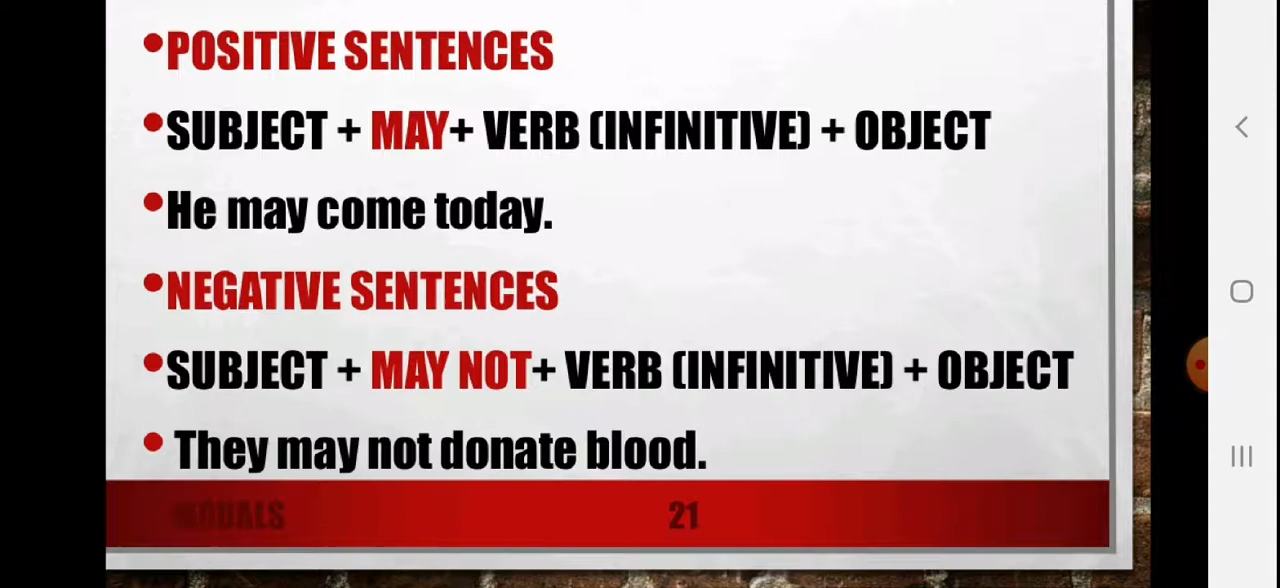 •POSITIVE SENTENCES
•SUBJECT + MAY+ VERB (INFINITIVE) + OBJECT
•He may come today.
•NEGATIVE SENTENCES
•SUBJECT + MAY NOT+ VERB (INFINITIVE) + OBJECT
• They may not donate blood.
MODALS 21